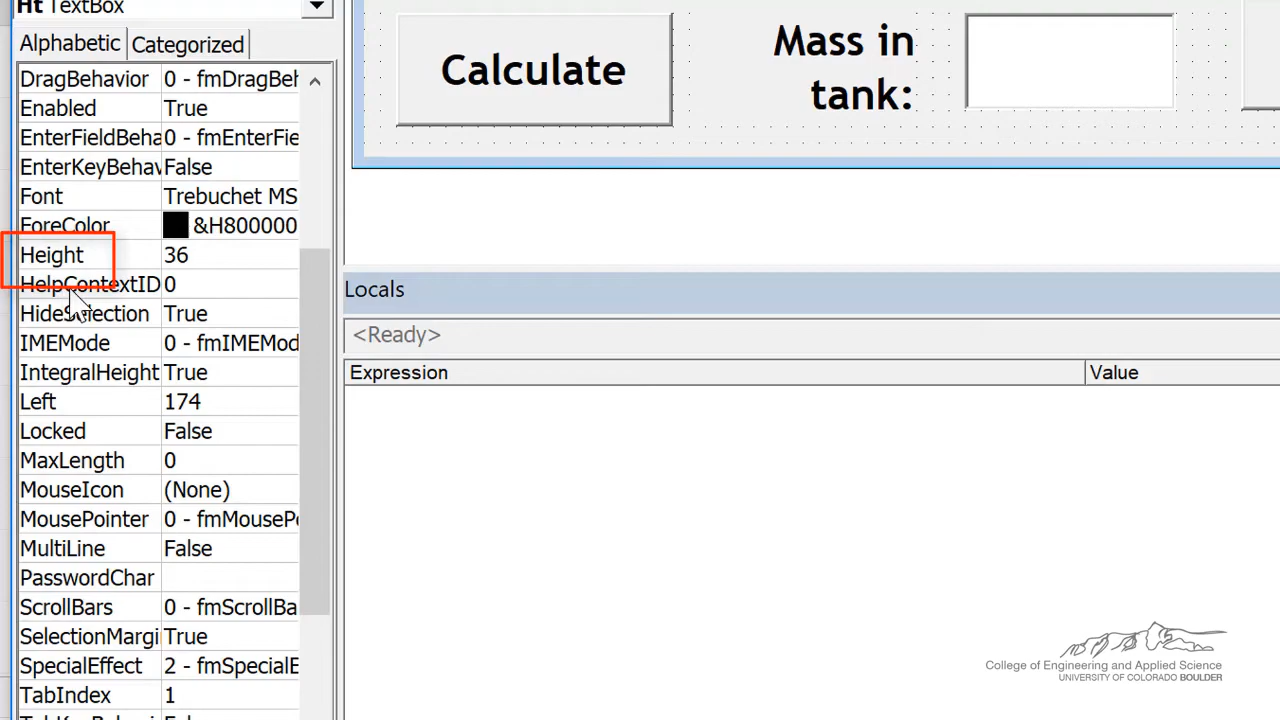 Ht TextBox
Alphabetic Categorized
DragBehavior 0 - fmDragBeh
Enabled True
EnterFieldBeha 0 - fmEnterFie
EnterKeyBehav False
Font Trebuchet MS
ForeColor &H800000
Height 36
HelpContextID 0
HideSelection True
IMEMode 0 - fmIMEMod
IntegralHeight True
Left 174
Locked False
MaxLength 0
MouseIcon (None)
MousePointer 0 - fmMousePo
MultiLine False
PasswordChar
ScrollBars 0 - fmScrollBa
SelectionMargi True
SpecialEffect 2 - fmSpecialE
TabIndex 1
Calculate
Mass in
tank:
Locals
<Ready>
Expression Value
College of Engineering and Applied Science
UNIVERSITY OF COLORADO BOULDER